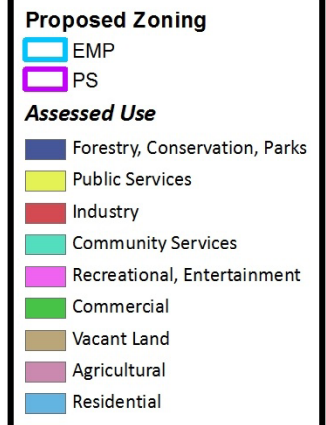 Proposed Zoning
EMP
PS
Assessed Use
Forestry, Conservation, Parks
Public Services
Industry
Community Services
Recreational, Entertainment
Commercial
Vacant Land
Agricultural
Residential